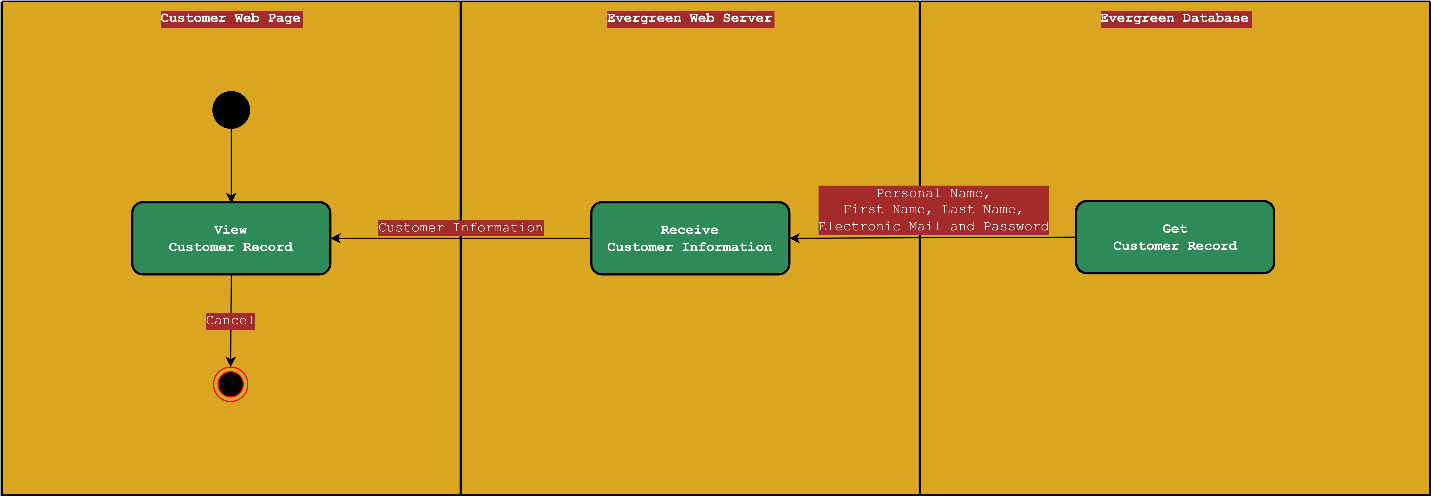 Customer Web Page
Evergreen Web Server
Evergreen Database
Personal Name,
First Name, Last Name,
Electronic Mail and Password
Customer Information
View
Customer Record
Receive
Customer Information
Get
Customer Record
Cancel